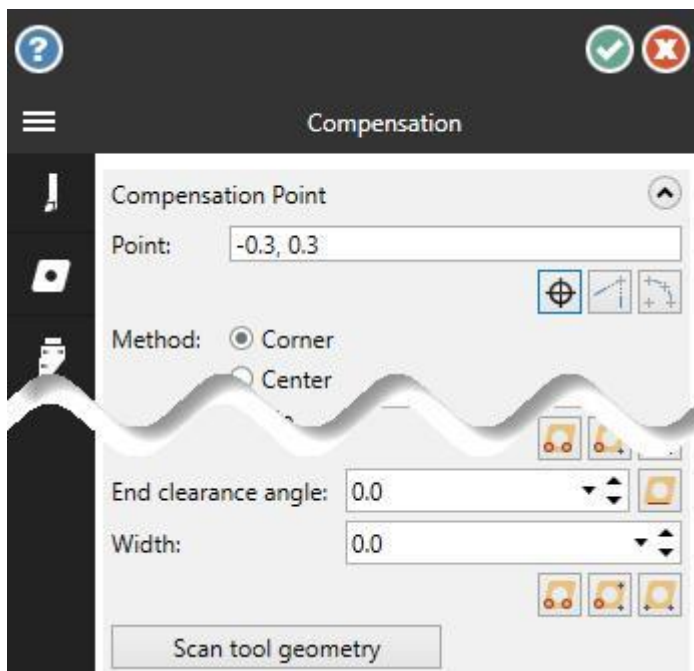 ?
Compensation
Compensation Point
Point: -0.3, 0.3
Method: Corner
Center
End clearance angle: 0.0
Width: 0.0
Scan tool geometry